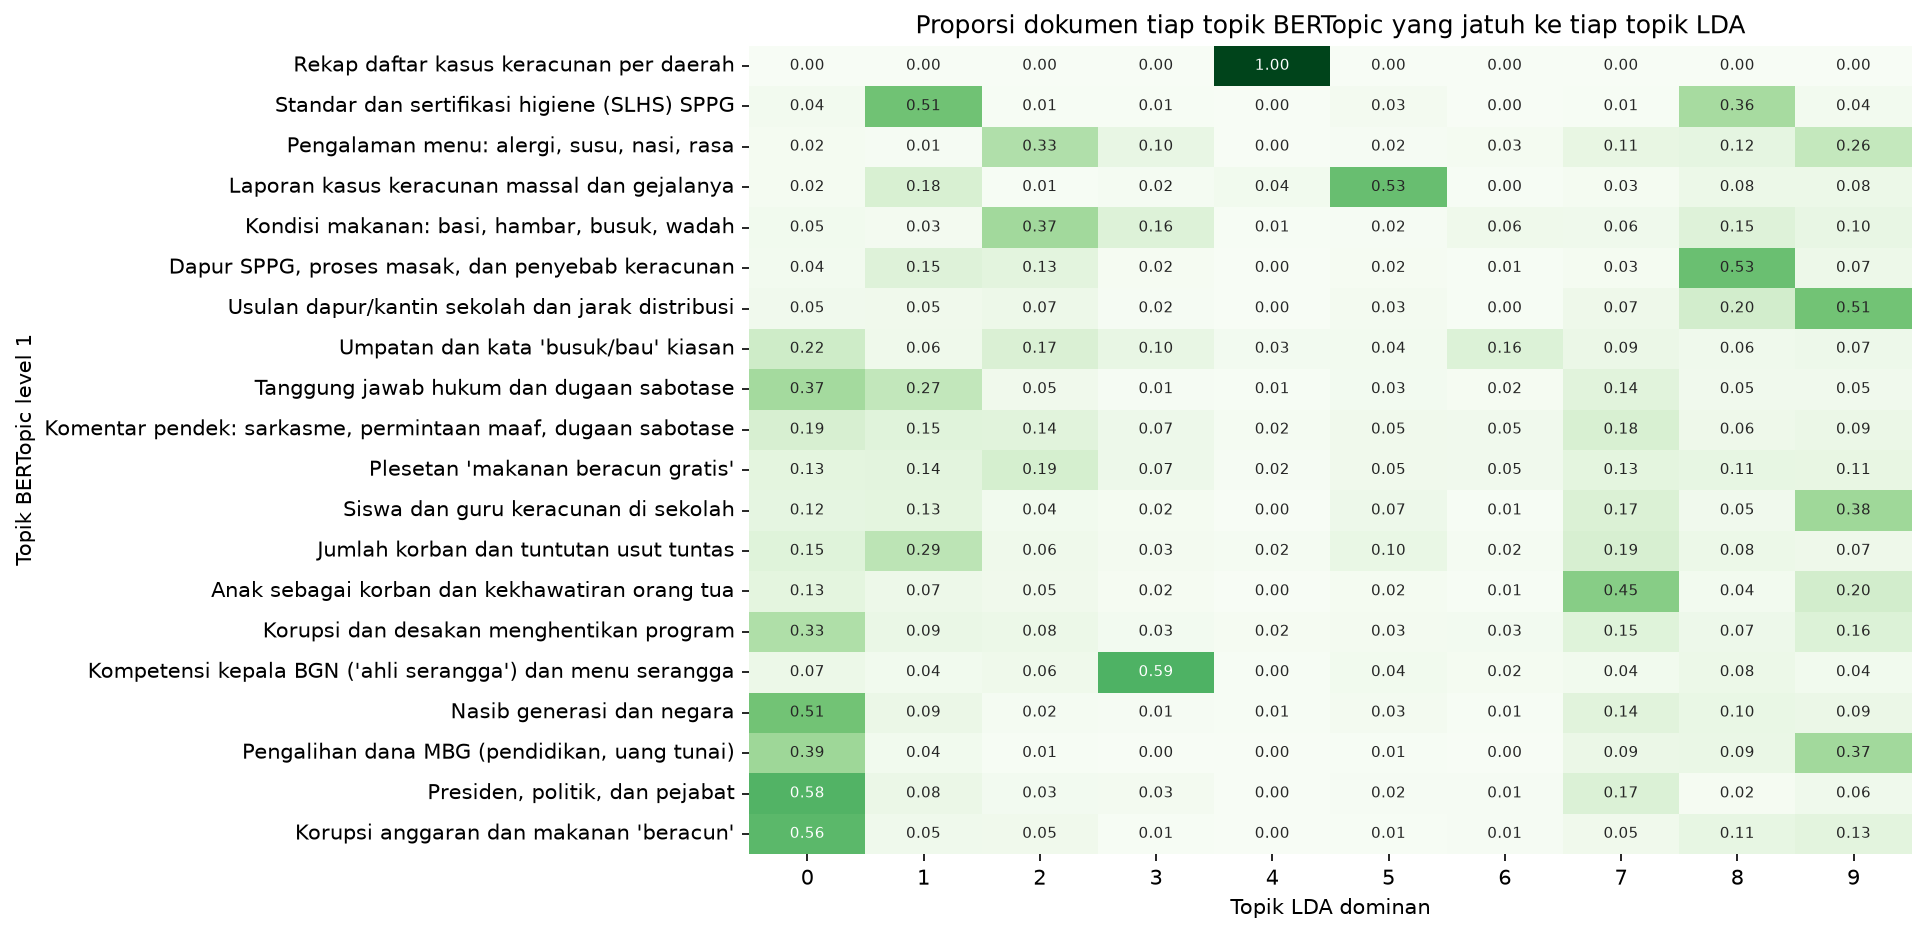 Proporsi dokumen tiap topik BERTopic yang jatuh ke tiap topik LDA
Topik BERTopic level 1
Rekap daftar kasus keracunan per daerah 0.00 0.00 0.00 0.00 1.00 0.00 0.00 0.00 0.00 0.00
Standar dan sertifikasi higiene (SLHS) SPPG 0.04 0.51 0.01 0.01 0.00 0.03 0.00 0.01 0.36 0.04
Pengalaman menu: alergi, susu, nasi, rasa 0.02 0.01 0.33 0.10 0.00 0.02 0.03 0.11 0.12 0.26
Laporan kasus keracunan massal dan gejalanya 0.02 0.18 0.01 0.02 0.04 0.53 0.00 0.03 0.08 0.08
Kondisi makanan: basi, hambar, busuk, wadah 0.05 0.03 0.37 0.16 0.01 0.02 0.06 0.06 0.15 0.10
Dapur SPPG, proses masak, dan penyebab keracunan 0.04 0.15 0.13 0.02 0.00 0.02 0.01 0.03 0.53 0.07
Usulan dapur/kantin sekolah dan jarak distribusi 0.05 0.05 0.07 0.02 0.00 0.03 0.00 0.07 0.20 0.51
Umpatan dan kata 'busuk/bau' kiasan 0.22 0.06 0.17 0.10 0.03 0.04 0.16 0.09 0.06 0.07
Tanggung jawab hukum dan dugaan sabotase 0.37 0.27 0.05 0.01 0.01 0.03 0.02 0.14 0.05 0.05
Komentar pendek: sarkasme, permintaan maaf, dugaan sabotase 0.19 0.15 0.14 0.07 0.02 0.05 0.05 0.18 0.06 0.09
Plesetan 'makanan beracun gratis' 0.13 0.14 0.19 0.07 0.02 0.05 0.05 0.13 0.11 0.11
Siswa dan guru keracunan di sekolah 0.12 0.13 0.04 0.02 0.00 0.07 0.01 0.17 0.05 0.38
Jumlah korban dan tuntutan usut tuntas 0.15 0.29 0.06 0.03 0.02 0.10 0.02 0.19 0.08 0.07
Anak sebagai korban dan kekhawatiran orang tua 0.13 0.07 0.05 0.02 0.00 0.02 0.01 0.45 0.04 0.20
Korupsi dan desakan menghentikan program 0.33 0.09 0.08 0.03 0.02 0.03 0.03 0.15 0.07 0.16
Kompetensi kepala BGN ('ahli serangga') dan menu serangga 0.07 0.04 0.06 0.59 0.00 0.04 0.02 0.04 0.08 0.04
Nasib generasi dan negara 0.51 0.09 0.02 0.01 0.01 0.03 0.01 0.14 0.10 0.09
Pengalihan dana MBG (pendidikan, uang tunai) 0.39 0.04 0.01 0.00 0.00 0.01 0.00 0.09 0.09 0.37
Presiden, politik, dan pejabat 0.58 0.08 0.03 0.03 0.00 0.02 0.01 0.17 0.02 0.06
Korupsi anggaran dan makanan 'beracun' 0.56 0.05 0.05 0.01 0.00 0.01 0.01 0.05 0.11 0.13
0 1 2 3 4 5 6 7 8 9
Topik LDA dominan